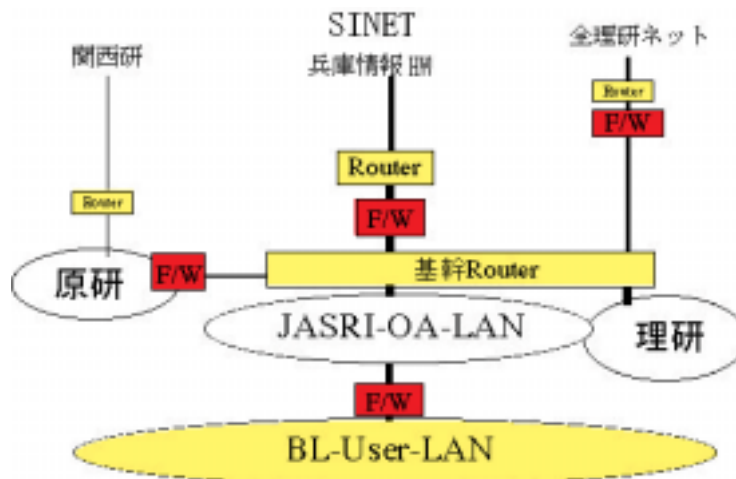 SINET
関西研
兵庫情報
全理研ネット
Router
F/W
Router
Router
F/W
原研
F/W
基幹Router
JASRI-OA-LAN
理研
F/W
BL-User-LAN